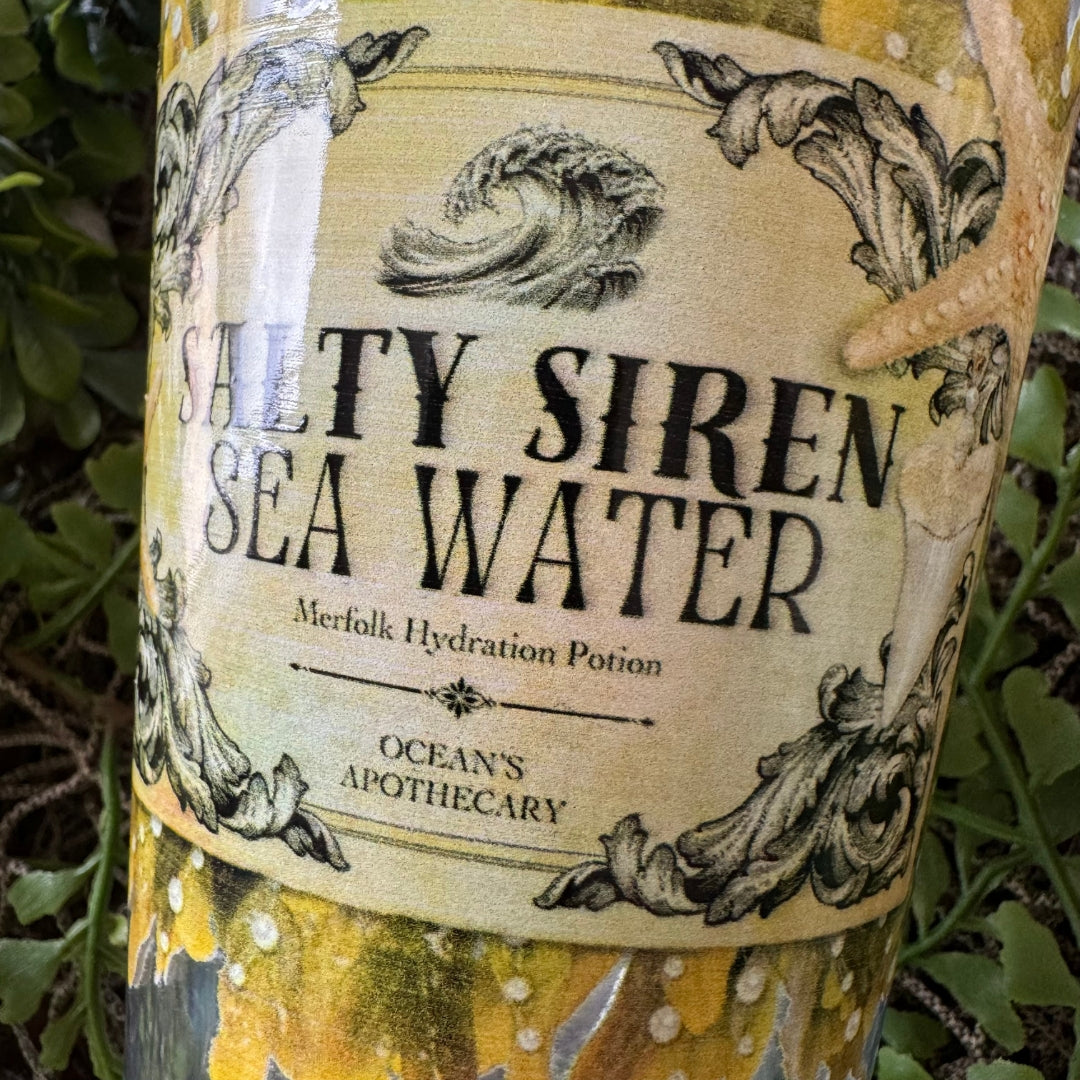 SALTY SIREN
SEA WATER
Merfolk Hydration Potion
OCEAN'S
APOTHECARY